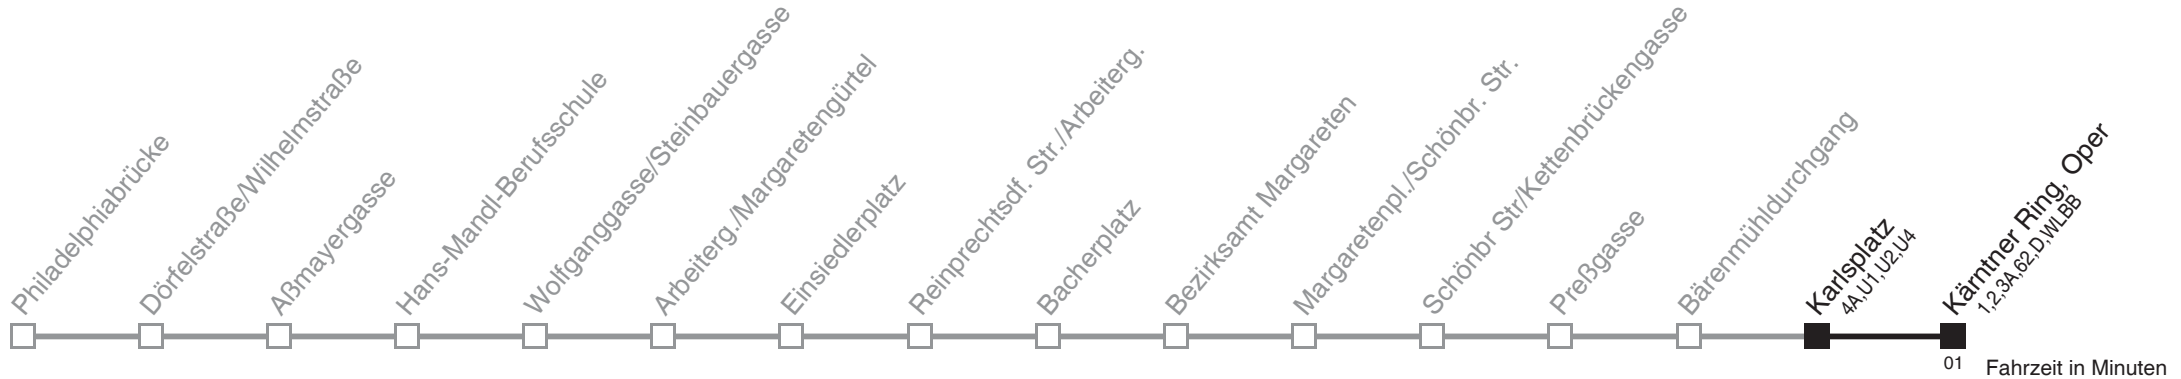 Philadelphiabrücke
Dörfelstraße/Wilhelmstraße
Aßmayergasse
Hans-Mandl-Berufsschule
Wolfganggasse/Steinbauergasse
Arbeiterg./Margaretengürtel
Einsiedlerplatz
Reinprechtsdf. Str./Arbeiterg.
Bacherplatz
Bezirksamt Margareten
Margaretenpl./Schönbr. Str.
Schönbr Str/Kettenbrückengasse
Preßgasse
Bärenmühldurchgang
Karlsplatz
4A,U1,U2,U4
Kärntner Ring, Oper
1,2,3A,62,D,WLBB
01
Fahrzeit in Minuten